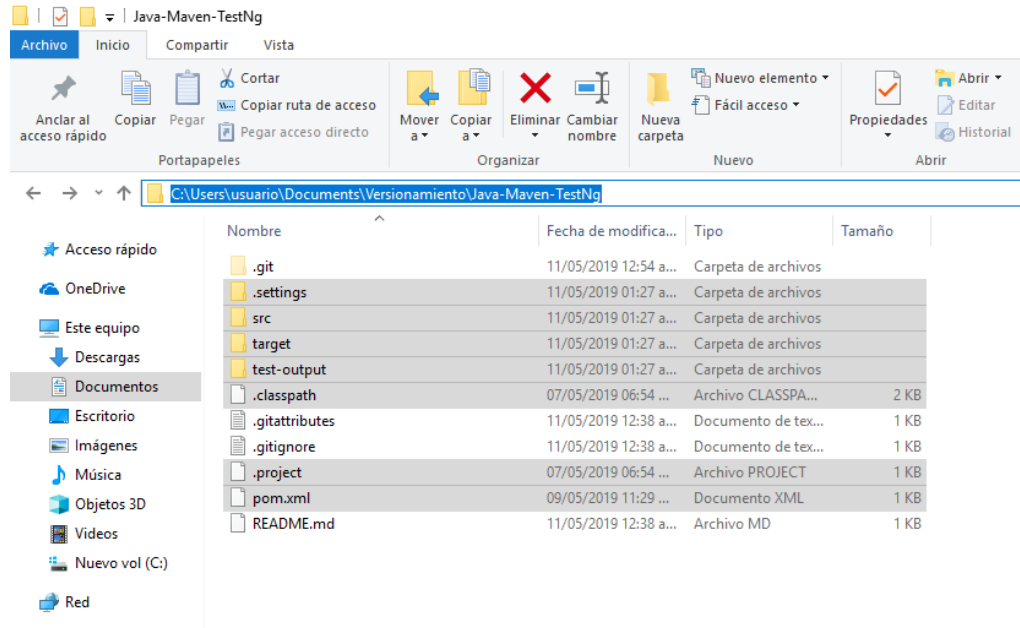 Java-Maven-TestNg
Archivo Inicio Compartir Vista
Anclar al acceso rápido
Copiar
Pegar
Cortar
Copiar ruta de acceso
Pegar acceso directo
Portapapeles
Mover a
Copiar a
Eliminar
Cambiar nombre
Organizar
Nueva carpeta
Nuevo elemento
Fácil acceso
Nuevo
Propiedades
Abrir
Editar
Historial
Abrir
C:\Users\usuario\Documents\Versionamiento\Java-Maven-TestNg
Acceso rápido
OneDrive
Este equipo
Descargas
Documentos
Escritorio
Imágenes
Música
Objetos 3D
Videos
Nuevo vol (C:)
Red
Nombre Fecha de modifica... Tipo Tamaño
.git 11/05/2019 12:54 a... Carpeta de archivos
.settings 11/05/2019 01:27 a... Carpeta de archivos
src 11/05/2019 01:27 a... Carpeta de archivos
target 11/05/2019 01:27 a... Carpeta de archivos
test-output 11/05/2019 01:27 a... Carpeta de archivos
.classpath 07/05/2019 06:54 ... Archivo CLASSPA... 2 KB
.gitattributes 11/05/2019 12:38 a... Documento de tex... 1 KB
.gitignore 11/05/2019 12:38 a... Documento de tex... 1 KB
.project 07/05/2019 06:54 ... Archivo PROJECT 1 KB
pom.xml 09/05/2019 11:29 ... Documento XML 1 KB
README.md 11/05/2019 12:38 a... Archivo MD 1 KB